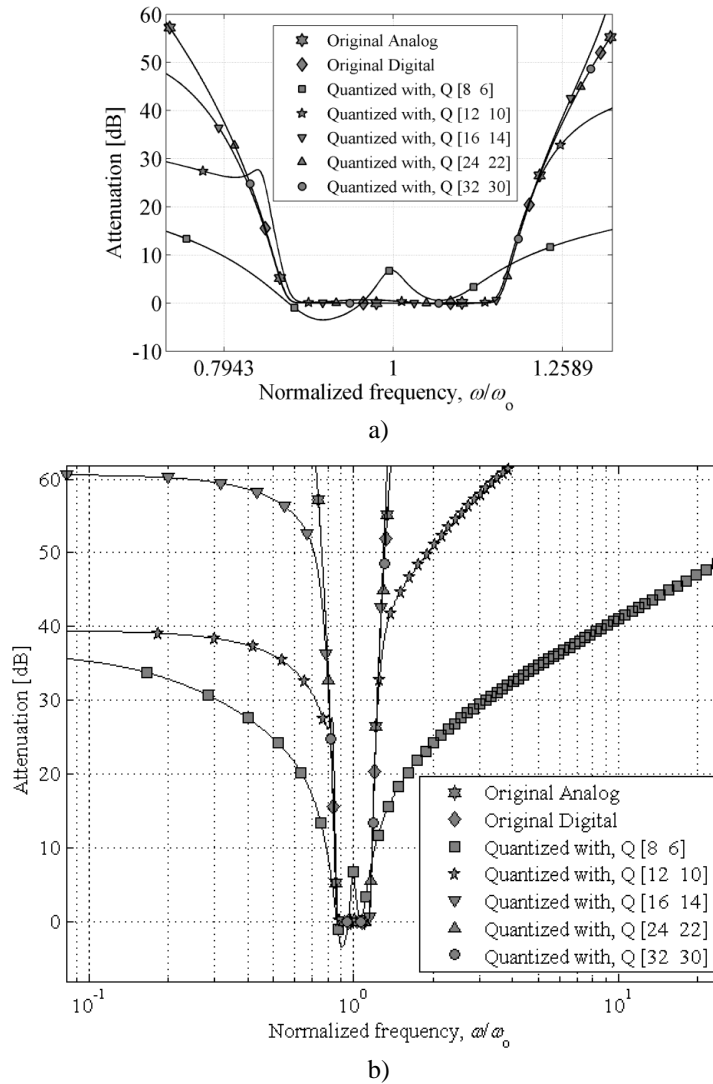 60
50
40
30
20
10
0
-10
Attenuation [dB]
Original Analog
Original Digital
Quantized with, Q [8 6]
Quantized with, Q [12 10]
Quantized with, Q [16 14]
Quantized with, Q [24 22]
Quantized with, Q [32 30]
0.7943
1
1.2589
Normalized frequency, ω/ωo
a)
60
50
40
30
20
10
0
Attenuation [dB]
Original Analog
Original Digital
Quantized with, Q [8 6]
Quantized with, Q [12 10]
Quantized with, Q [16 14]
Quantized with, Q [24 22]
Quantized with, Q [32 30]
10-1
100
101
Normalized frequency, ω/ωo
b)